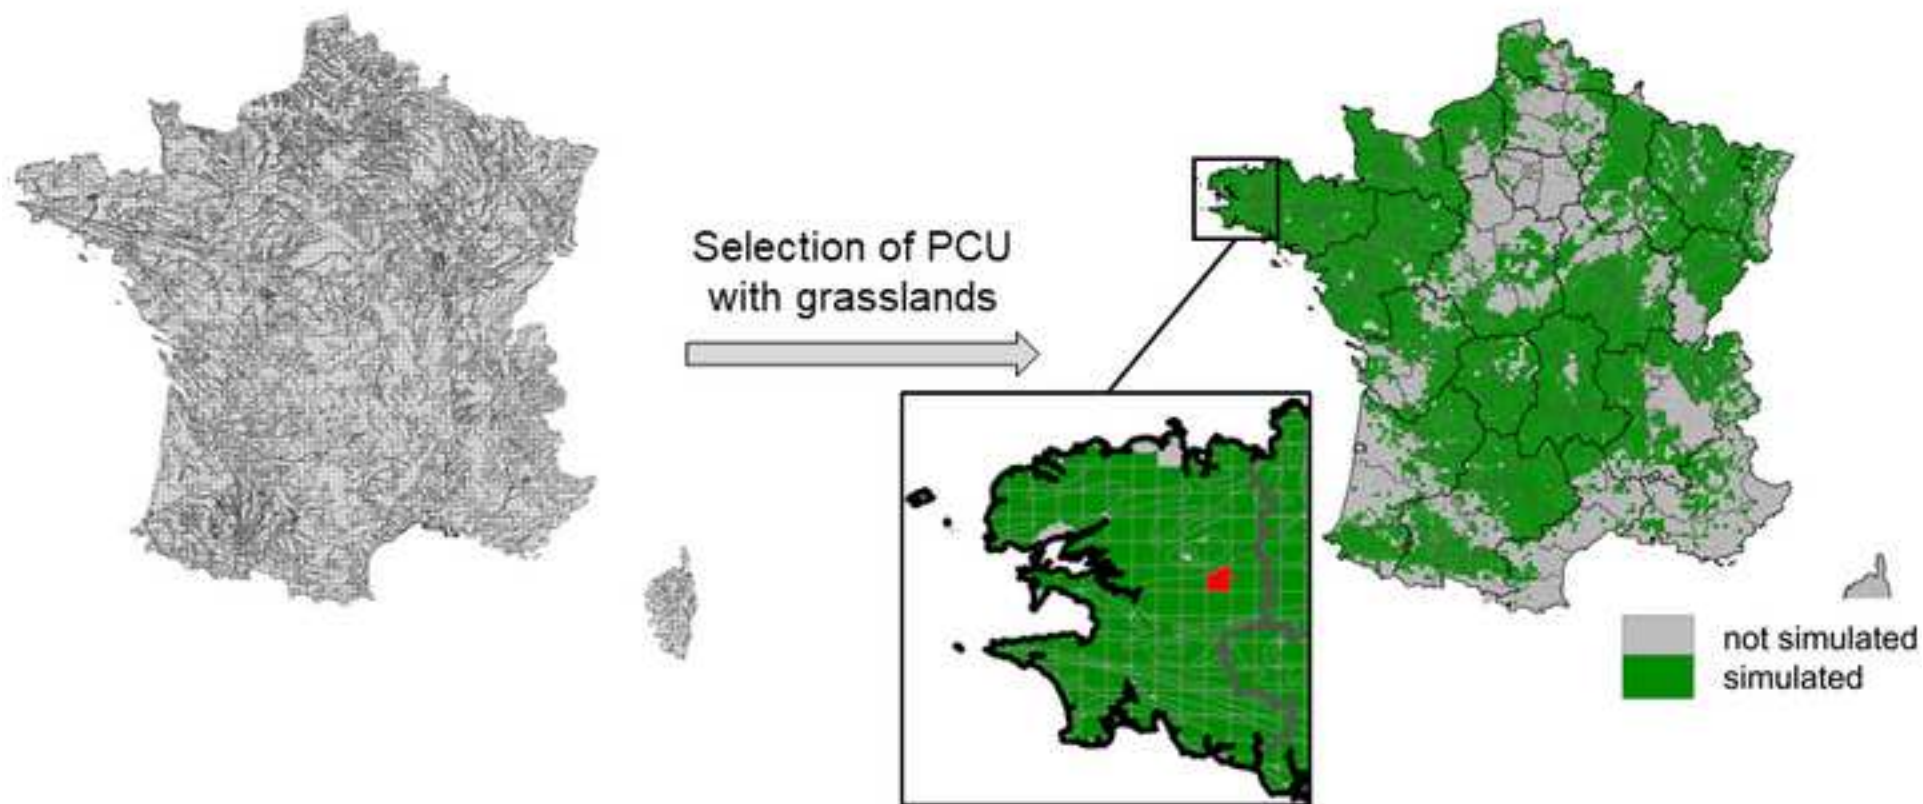 Selection of PCU
with grasslands
not simulated
simulated